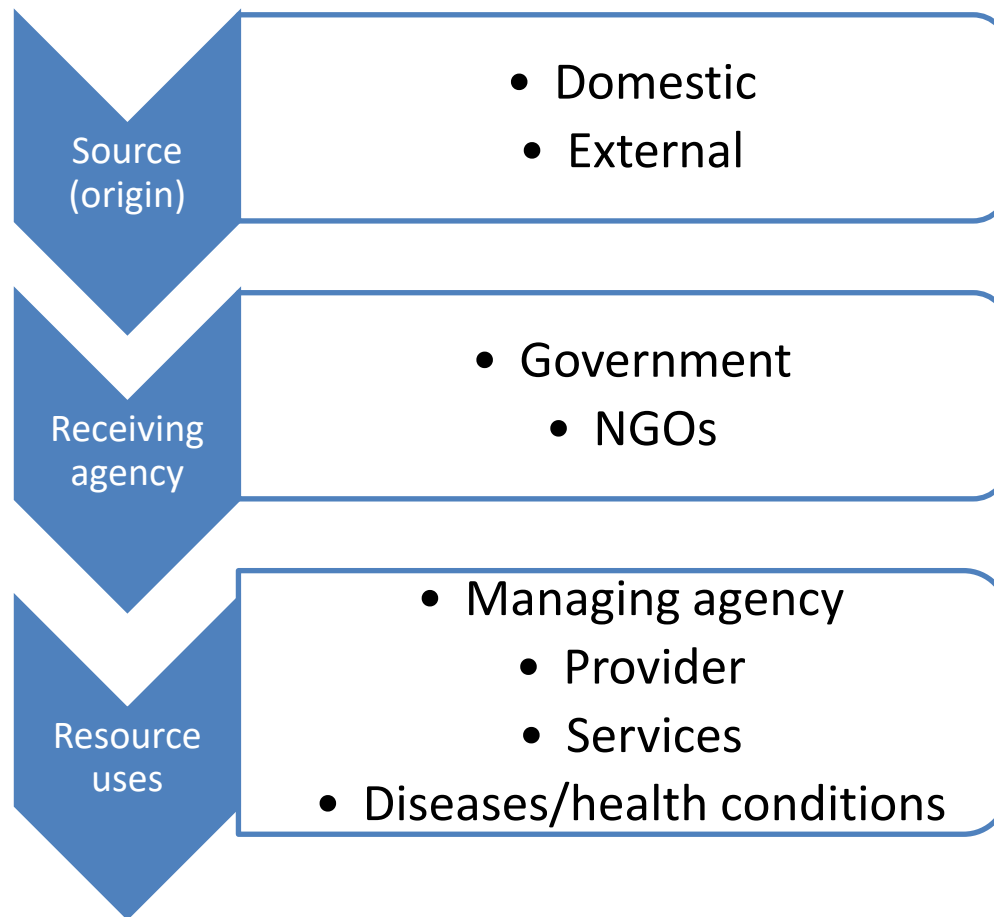 Source
(origin)
• Domestic
• External
Receiving
agency
• Government
• NGOs
Resource
uses
• Managing agency
• Provider
• Services
• Diseases/health conditions